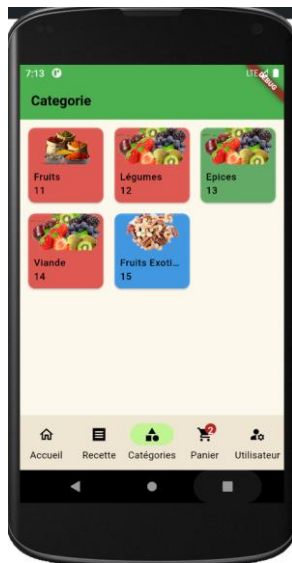 7:13
LTE
DEBUG
Categorie
Fruits
11
Légumes
12
Epices
13
Viande
14
Fruits Exoti...
15
2
Accueil
Recette
Catégories
Panier
Utilisateur